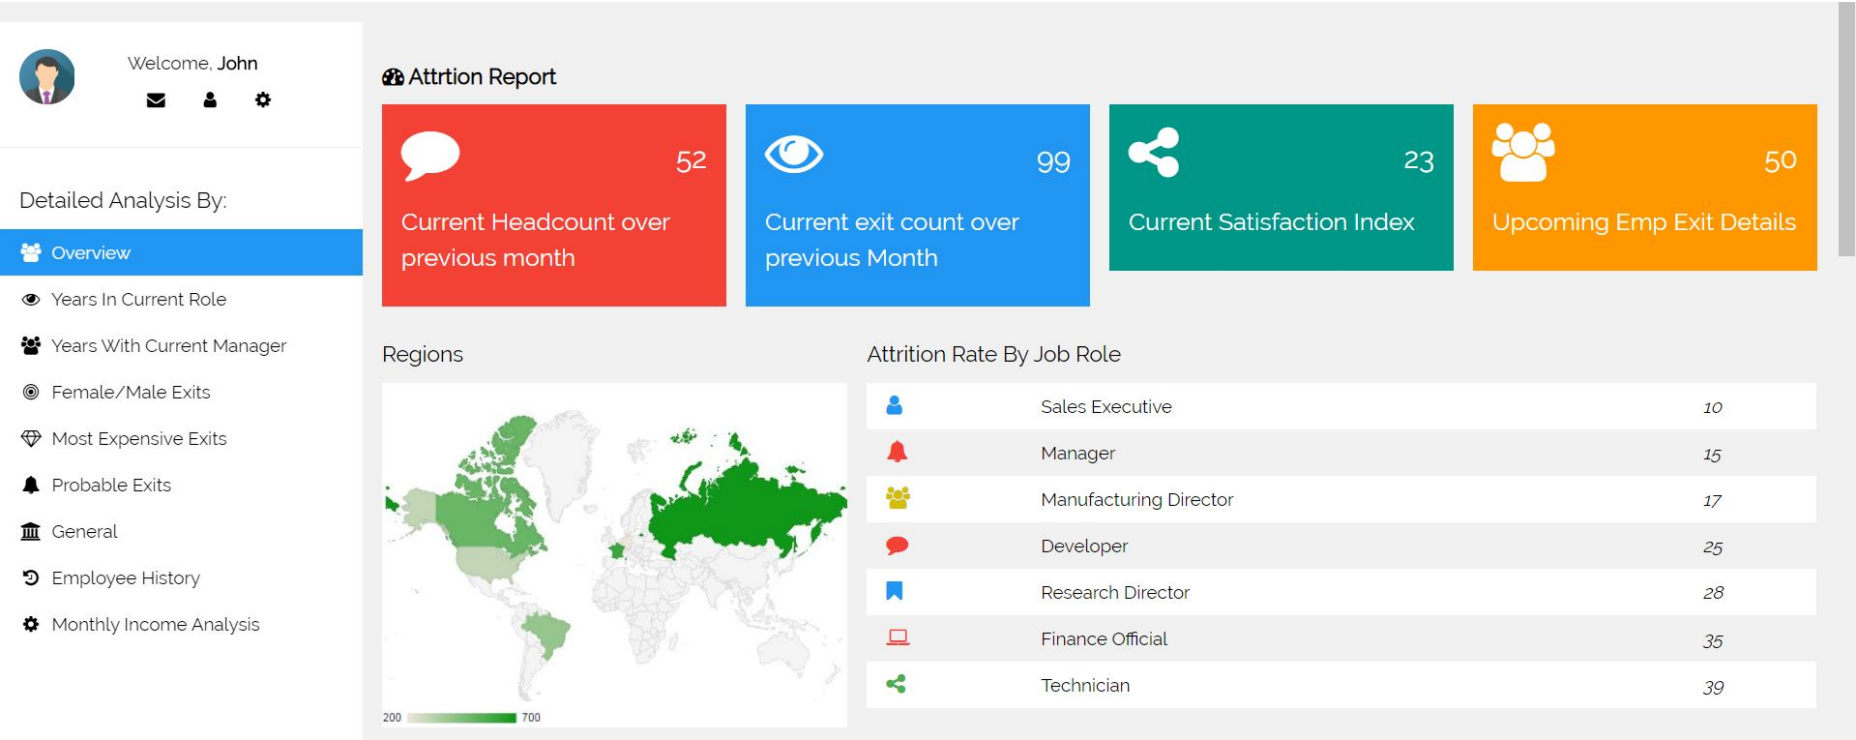 Welcome, John
Detailed Analysis By:
Overview
Years In Current Role
Years With Current Manager
Female/Male Exits
Most Expensive Exits
Probable Exits
General
Employee History
Monthly Income Analysis
Attrtion Report
52
Current Headcount over
previous month
99
Current exit count over
previous Month
23
Current Satisfaction Index
50
Upcoming Emp Exit Details
Regions
200 700
Attrition Rate By Job Role
Sales Executive 10
Manager 15
Manufacturing Director 17
Developer 25
Research Director 28
Finance Official 35
Technician 39